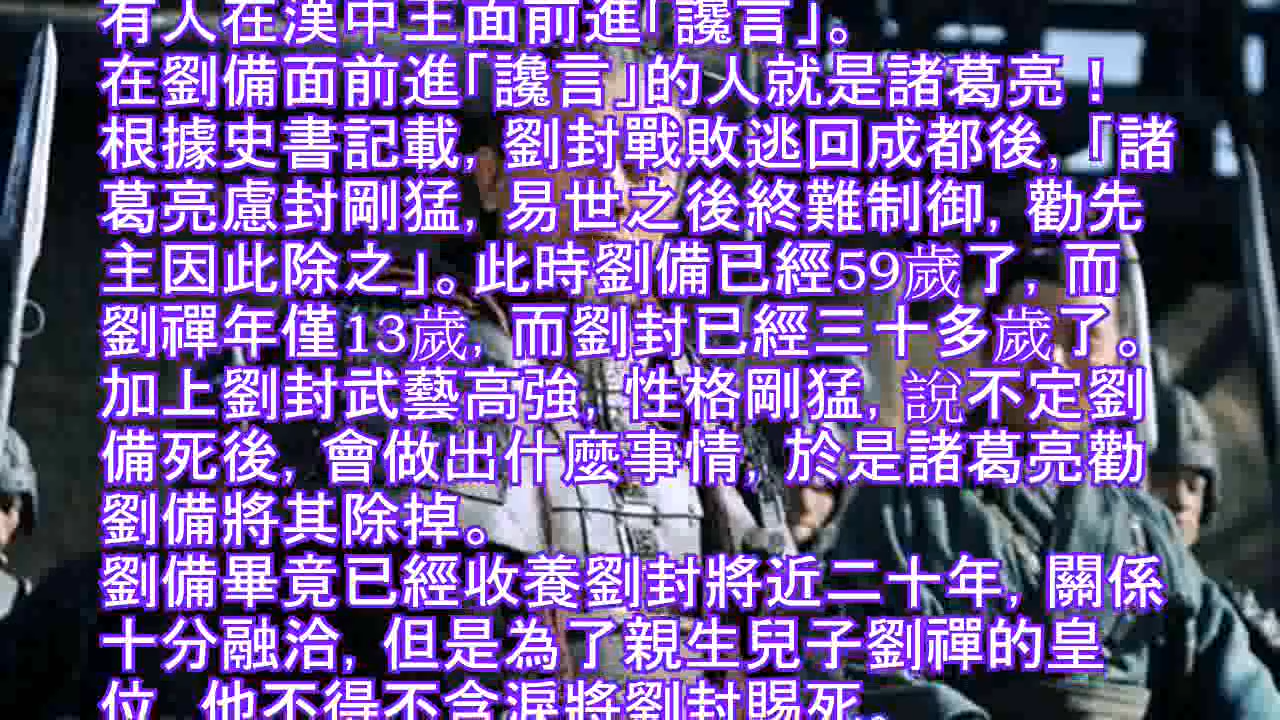 有人在漢中王面前進「讒言」。
在劉備面前進「讒言」的人就是諸葛亮！
根據史書記載, 劉封戰敗逃回成都後, 「諸
葛亮慮封剛猛, 易世之後終難制御, 勸先
主因此除之」。此時劉備已經59歲了, 而
劉禪年僅13歲, 而劉封已經三十多歲了。
加上劉封武藝高強, 性格剛猛, 說不定劉
備死後, 會做出什麼事情, 於是諸葛亮勸
劉備將其除掉。
劉備畢竟已經收養劉封將近二十年, 關係
十分融洽, 但是為了親生兒子劉禪的皇
位, 他不得不含淚將劉封賜死。